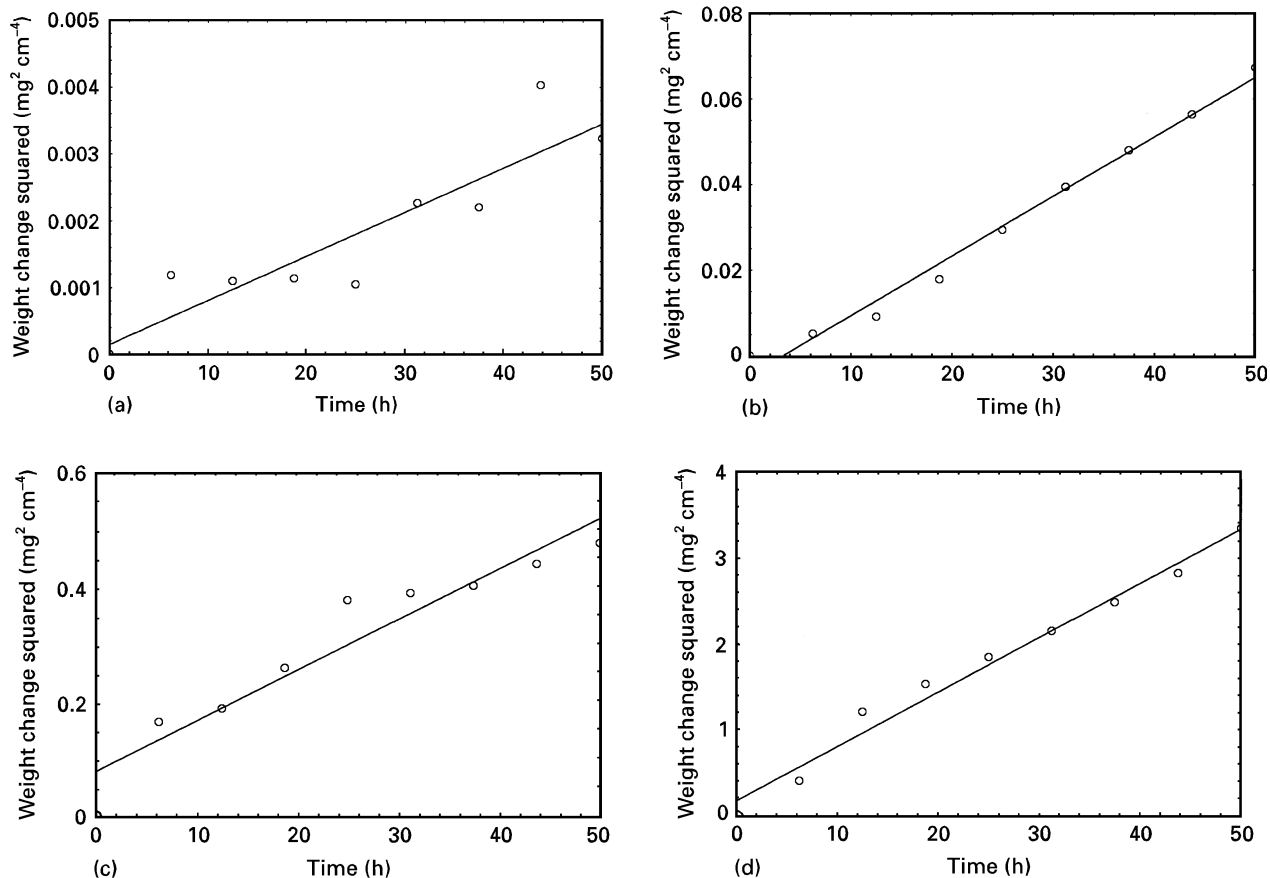 Weight change squared (mg² cm⁻⁴)
0.005
0.004
0.003
0.002
0.001
0
0 10 20 30 40 50
(a) Time (h)
Weight change squared (mg² cm⁻⁴)
0.08
0.06
0.04
0.02
0
0 10 20 30 40 50
(b) Time (h)
Weight change squared (mg² cm⁻⁴)
0.6
0.4
0.2
0
0 10 20 30 40 50
(c) Time (h)
Weight change squared (mg² cm⁻⁴)
4
3
2
1
0
0 10 20 30 40 50
(d) Time (h)